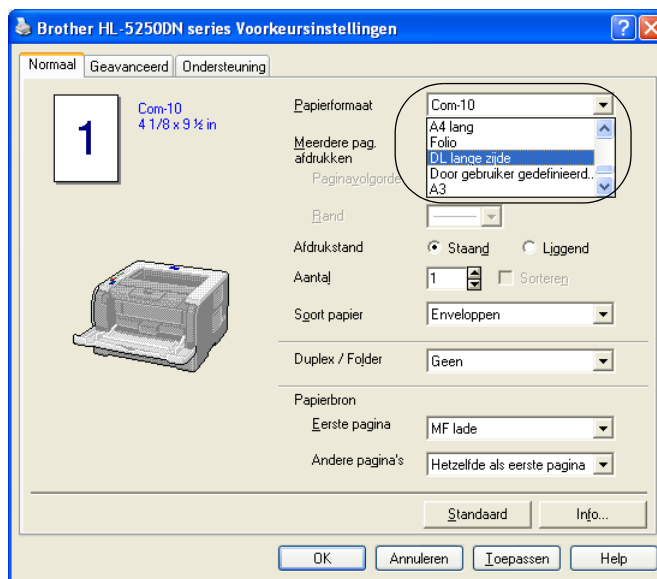 Brother HL-5250DN series Voorkeursinstellingen
Normaal Geavanceerd Ondersteuning
1
Com-10
4 1/8 x 9 ½ in
Papierformaat Com-10
A4 lang
Folio
DL lange zijde
Door gebruiker gedefinieerd..
A3
Meerdere pag.
afdrukken
Paginavolgorde
Rand
Afdrukstand Staand Liggend
Aantal 1 Sorteren
Soort papier Enveloppen
Duplex / Folder Geen
Papierbron
Eerste pagina MF lade
Andere pagina's Hetzelfde als eerste pagina
Standaard Info...
OK Annuleren Toepassen Help